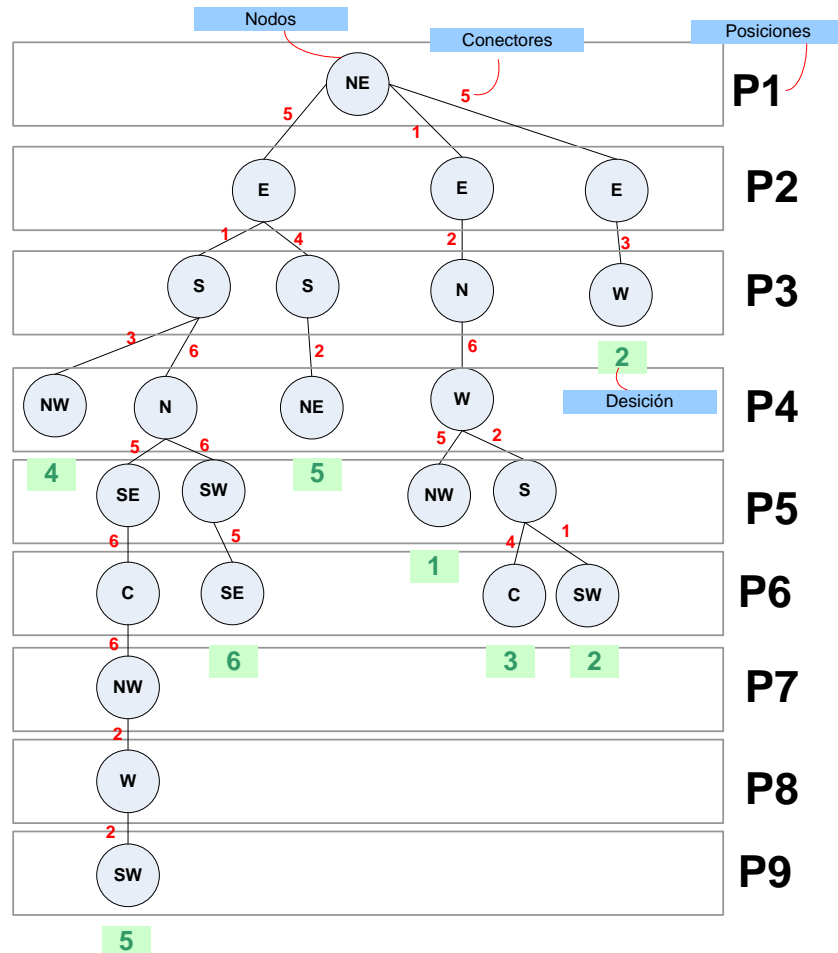 Nodos
Conectores
Posiciones
NE
P1
5
1
5
E
E
E
P2
1
4
2
3
S
S
N
W
P3
3
6
2
6
2
NW
N
NE
W
Desición
P4
4
5
6
5
5
2
SE
SW
NW
S
P5
6
5
1
4
1
C
SE
C
SW
P6
6
6
3
2
NW
P7
2
W
P8
2
SW
P9
5